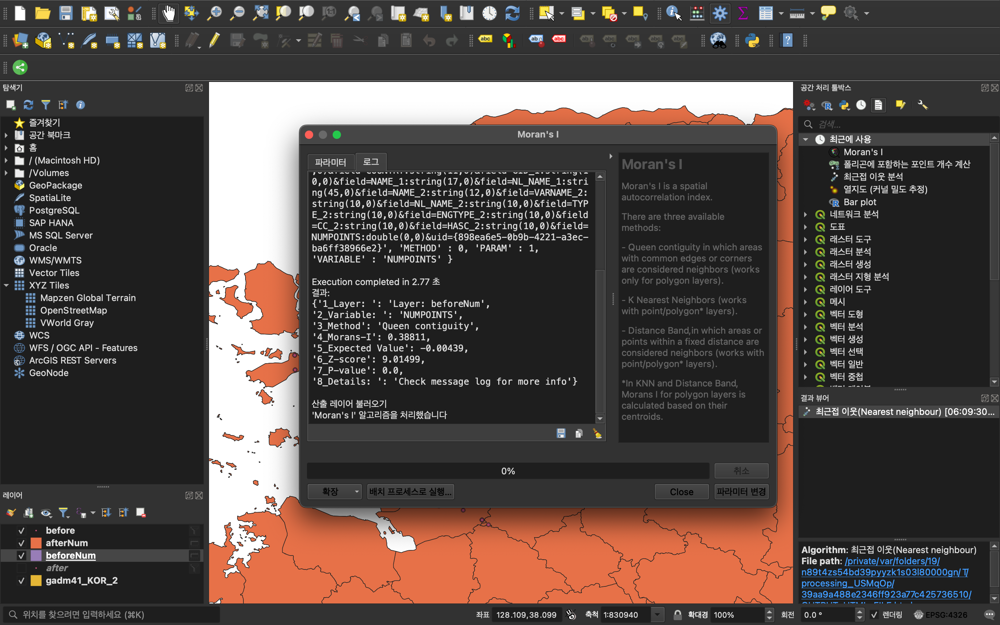 탐색기
즐겨찾기
공간 북마크
홈
/ (Macintosh HD)
/Volumes
GeoPackage
SpatiaLite
PostgreSQL
SAP HANA
MS SQL Server
Oracle
WMS/WMTS
Vector Tiles
XYZ Tiles
Mapzen Global Terrain
OpenStreetMap
VWorld Gray
WCS
WFS / OGC API - Features
ArcGIS REST Servers
GeoNode
레이어
before
afterNum
beforeNum
after
gadm41_KOR_2
Moran's I
파라미터
로그
0,0)&field=NAME_1:string(17,0)&field=NL_NAME_1:stri
ng(45,0)&field=NAME_2:string(12,0)&field=VARNAME_2:
string(10,0)&field=NL_NAME_2:string(10,0)&field=TYP
E_2:string(10,0)&field=ENGTYPE_2:string(10,0)&field
=CC_2:string(10,0)&field=HASC_2:string(10,0)&field=
NUMPOINTS:double(0,0)&uid={898ea6e5-0b9b-4221-a3ec-
ba6ff38966e2}', 'METHOD' : 0, 'PARAM' : 1,
'VARIABLE' : 'NUMPOINTS' }
Execution completed in 2.77 초
결과:
{'1_Layer: ': 'Layer: beforeNum',
'2_Variable: ': 'NUMPOINTS',
'3_Method': 'Queen contiguity',
'4_Morans-I': 0.38811,
'5_Expected Value': -0.00439,
'6_Z-score': 9.01499,
'7_P-value': 0.0,
'8_Details: ': 'Check message log for more info'}
산출 레이어 불러오기
'Moran's I' 알고리즘을 처리했습니다
Moran's I
Moran's I is a spatial
autocorrelation index.
There are three available
methods:
- Queen contiguity in which areas
with common edges or corners
are considered neighbors (works
only for polygon layers).
- K Nearest Neighbors (works
with point/polygon* layers).
- Distance Band,in which areas or
points within a fixed distance are
considered neighbors (works with
point/polygon* layers).
*In KNN and Distance Band,
Morans I for polygon layers is
calculated based on their
centroids.
0%
취소
확장
배치 프로세스로 실행...
Close
파라미터 변경
공간 처리 툴박스
검색...
최근에 사용
Moran's I
폴리곤에 포함하는 포인트 개수 계산
최근접 이웃 분석
열지도 (커널 밀도 추정)
Bar plot
네트워크 분석
도표
래스터 도구
래스터 분석
래스터 생성
래스터 지형 분석
레이어 도구
메시
벡터 도형
벡터 분석
벡터 생성
벡터 선택
벡터 일반
벡터 중첩
결과 뷰어
최근접 이웃(Nearest neighbour) [06:09:30...
Algorithm: 최근접 이웃(Nearest neighbour)
File path: /private/var/folders/19/
n89t4zs54bd39pyyzk1s03l80000gn/T/
processing_USMqOp/
39aa9a488e2346ff923a77c425736510/
위치를 찾으려면 입력하세요 (⌘K)
좌표 128.109,38.099 축척 1:830940 확대경 100% 회전 0.0 ° 렌더링 EPSG:4326